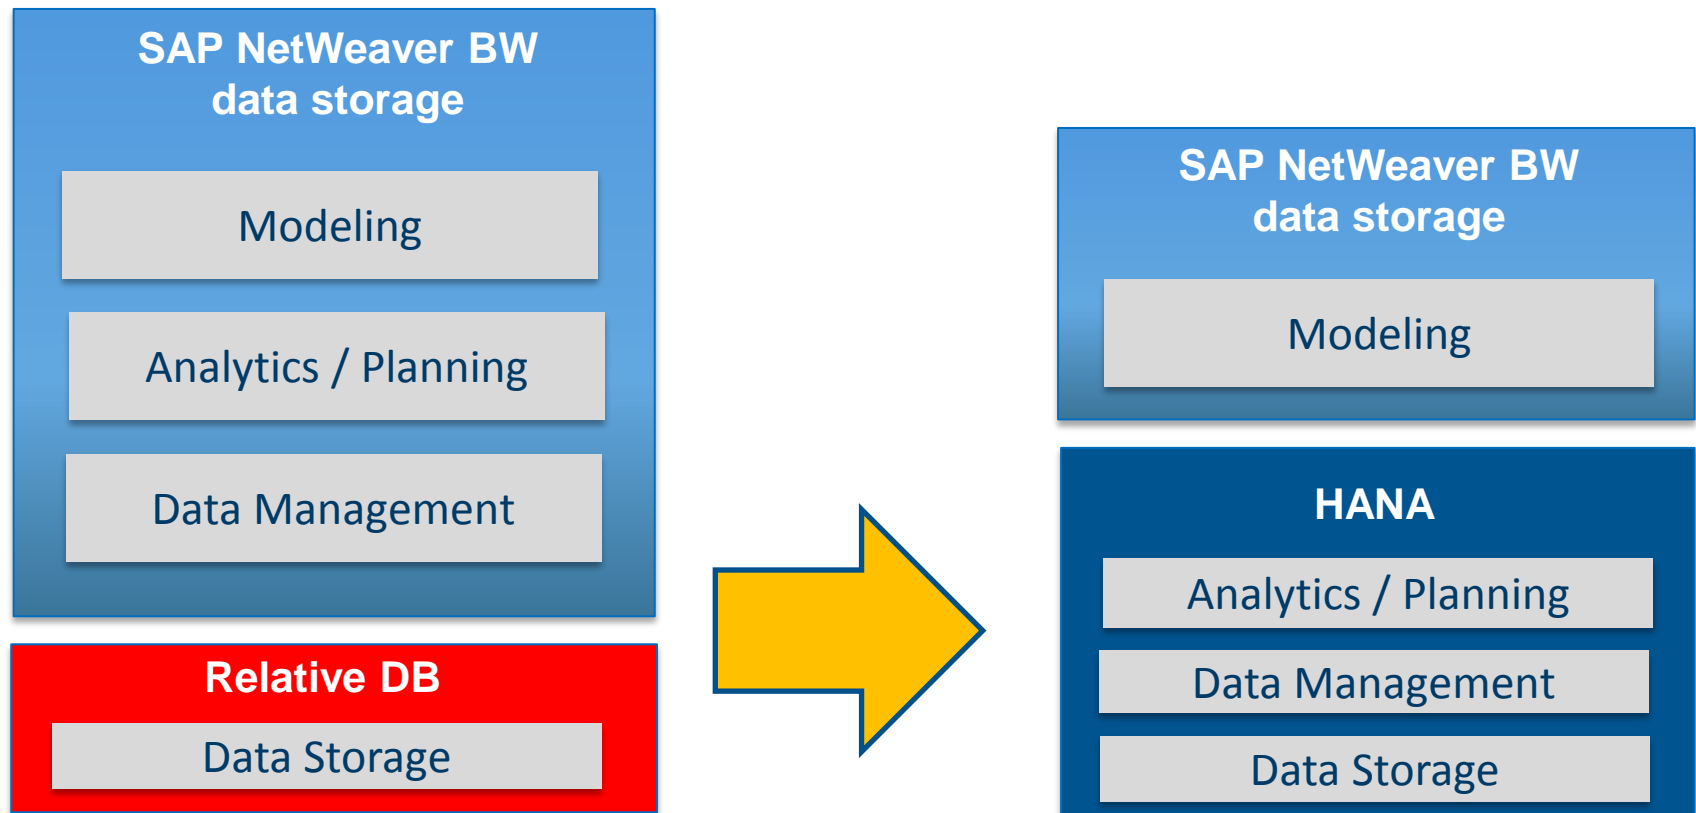 SAP NetWeaver BW
data storage
Modeling
Analytics / Planning
Data Management
Relative DB
Data Storage
SAP NetWeaver BW
data storage
Modeling
HANA
Analytics / Planning
Data Management
Data Storage